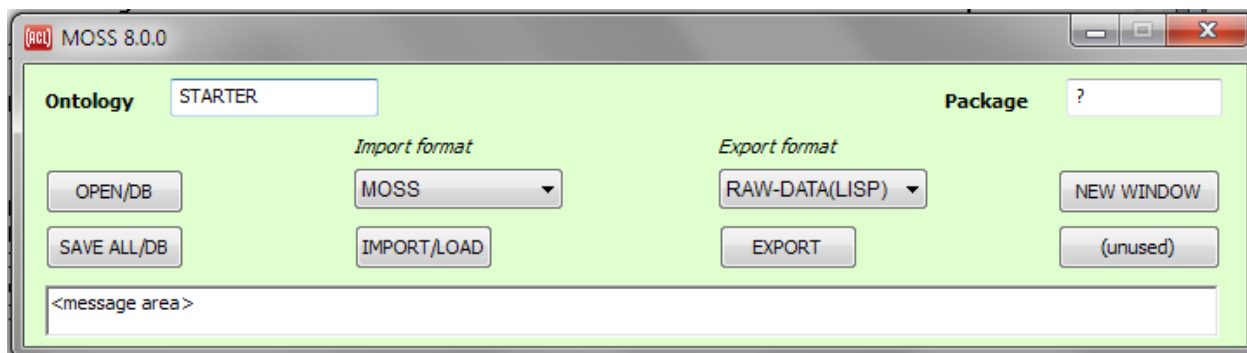 (ACL) MOSS 8.0.0
Ontology STARTER Package ?
Import format Export format
OPEN/DB MOSS RAW-DATA(LISP) NEW WINDOW
SAVE ALL/DB IMPORT/LOAD EXPORT (unused)
<message area>